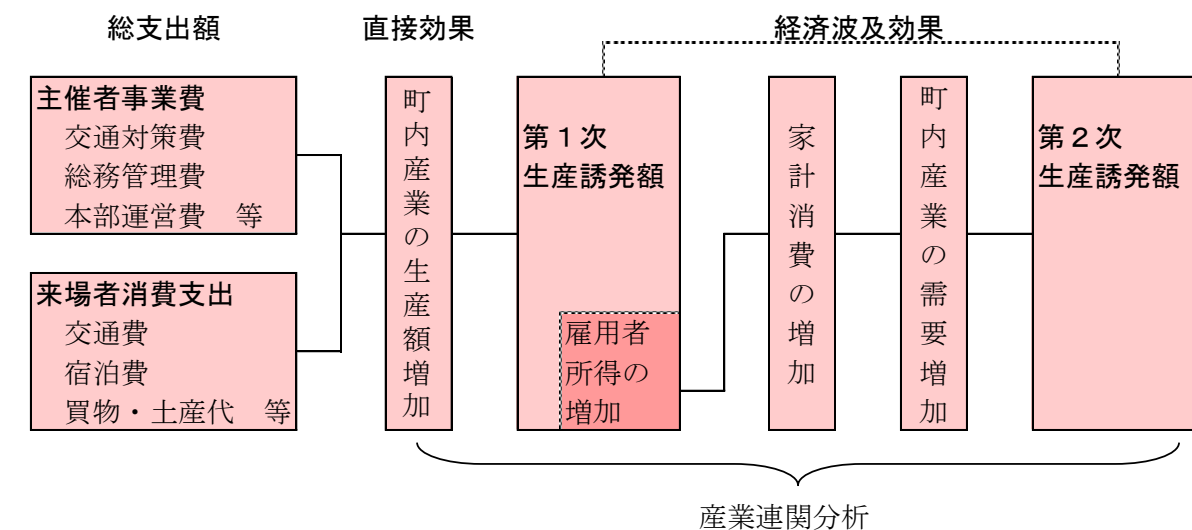 総支出額
直接効果
経済波及効果
主催者事業費
交通対策費
総務管理費
本部運営費 等
来場者消費支出
交通費
宿泊費
買物・土産代 等
町内産業の生産額増加
第1次
生産誘発額
雇用者
所得の
増加
家計消費の増加
町内産業の需要増加
第2次
生産誘発額
産業連関分析